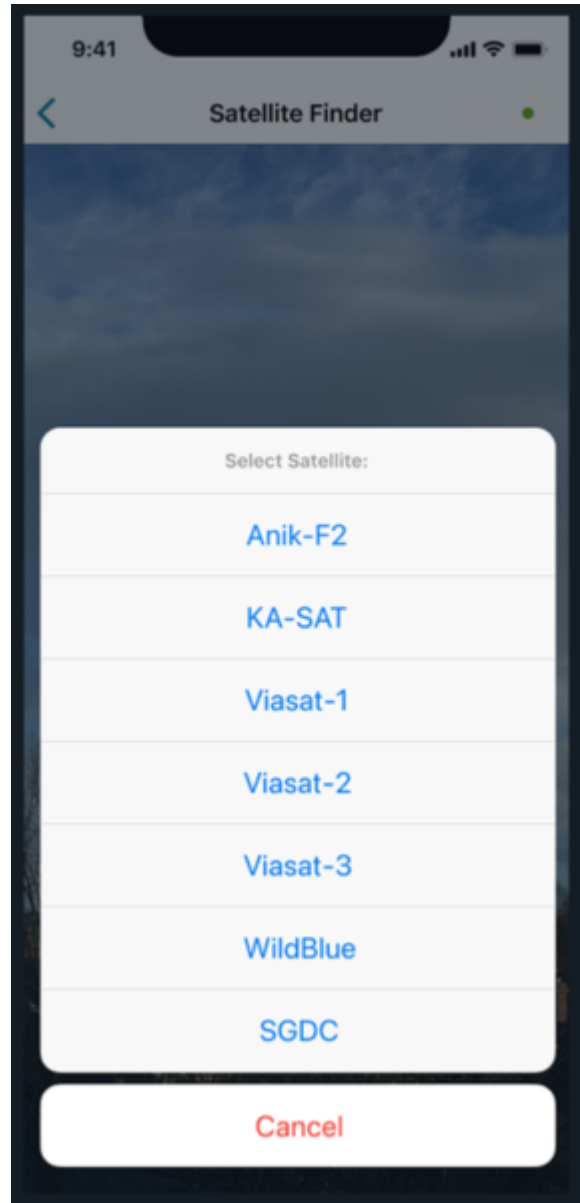 9:41
Satellite Finder
Select Satellite:
Anik-F2
KA-SAT
Viasat-1
Viasat-2
Viasat-3
WildBlue
SGDC
Cancel